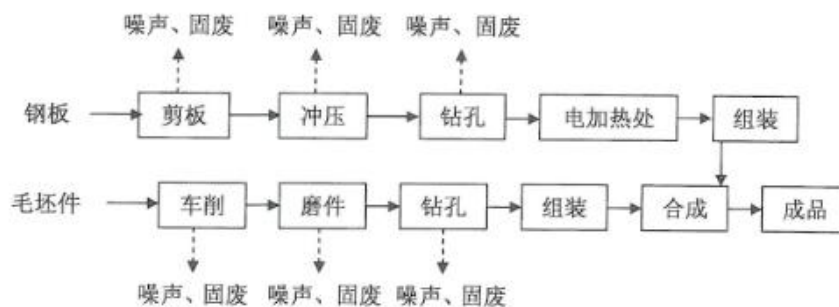 噪声、固废 噪声、固废 噪声、固废
钢板 剪板 冲压 钻孔 电加热处 组装
毛坯件 车削 磨件 钻孔 组装 合成 成品
噪声、固废 噪声、固废 噪声、固废